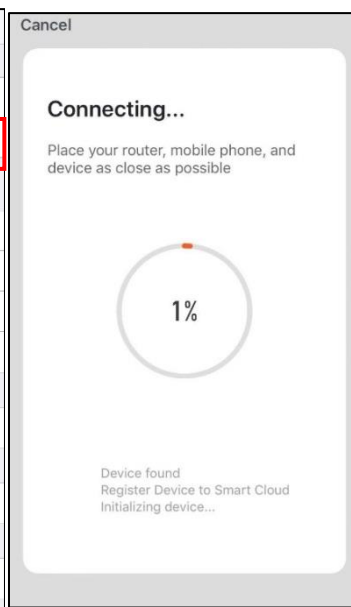 Cancel
Connecting...
Place your router, mobile phone, and
device as close as possible
1%
Device found
Register Device to Smart Cloud
Initializing device...